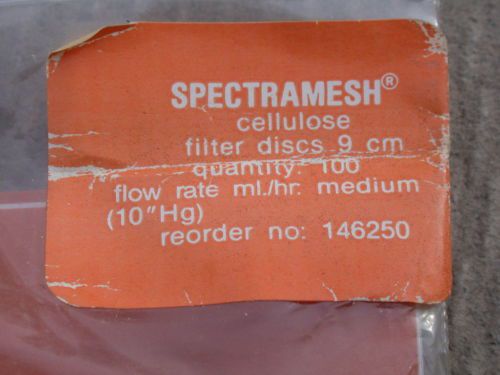 SPECTRAMESH®
cellulose
filter discs 9 cm
quantity: 100
flow rate ml./hr: medium
(10"Hg)
reorder no: 146250